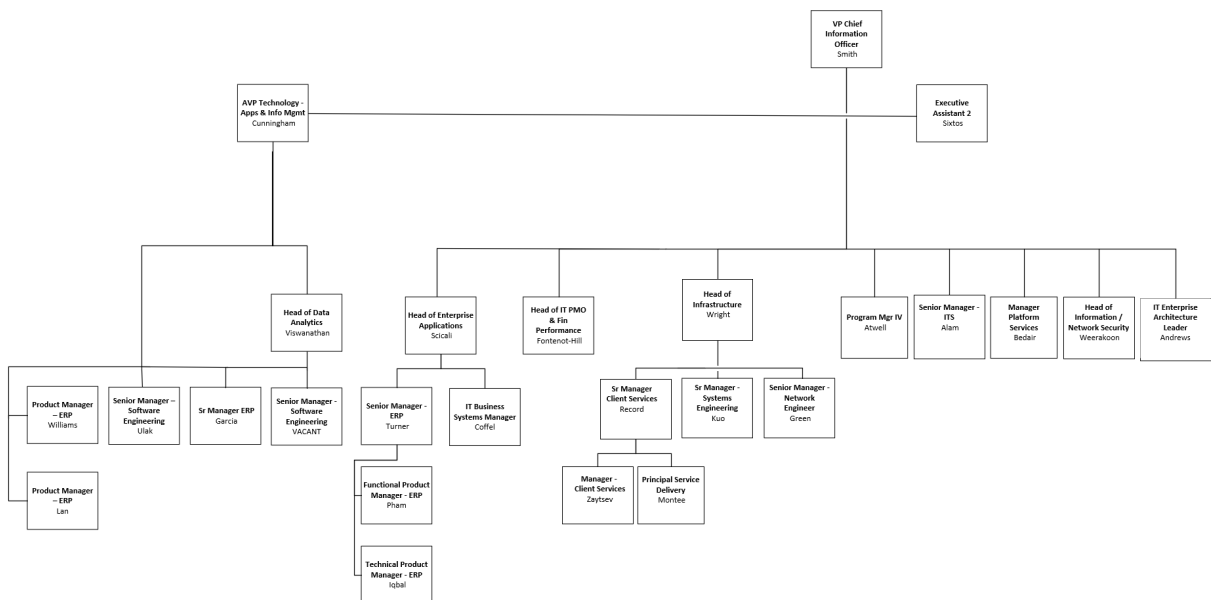 VP Chief
Information
Officer
Smith
AVP Technology -
Apps & Info Mgmt
Cunningham
Executive
Assistant 2
Sixtos
Head of Data
Analytics
Viswanathan
Head of Enterprise
Applications
Scicali
Head of IT PMO
& Fin
Performance
Fontenot-Hill
Head of
Infrastructure
Wright
Program Mgr IV
Atwell
Senior Manager -
ITS
Alam
Manager
Platform
Services
Bedair
Head of
Information /
Network Security
Weerakoon
IT Enterprise
Architecture
Leader
Andrews
Product Manager
– ERP
Williams
Senior Manager –
Software
Engineering
Ulak
Sr Manager ERP
Garcia
Senior Manager -
Software
Engineering
VACANT
Senior Manager -
ERP
Turner
IT Business
Systems Manager
Coffel
Sr Manager
Client Services
Record
Sr Manager -
Systems
Engineering
Kuo
Senior Manager -
Network
Engineer
Green
Product Manager
– ERP
Lan
Functional Product
Manager - ERP
Pham
Manager -
Client Services
Zaytsev
Principal Service
Delivery
Montee
Technical Product
Manager - ERP
Iqbal